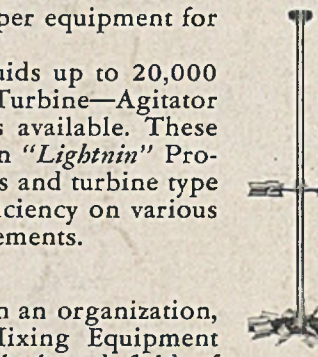 per equipment for
uids up to 20,000
Turbine—Agitator
s available. These
n "Lightnin" Pro-
s and turbine type
ciency on various
ements.
n an organization,
Mixing Equipment